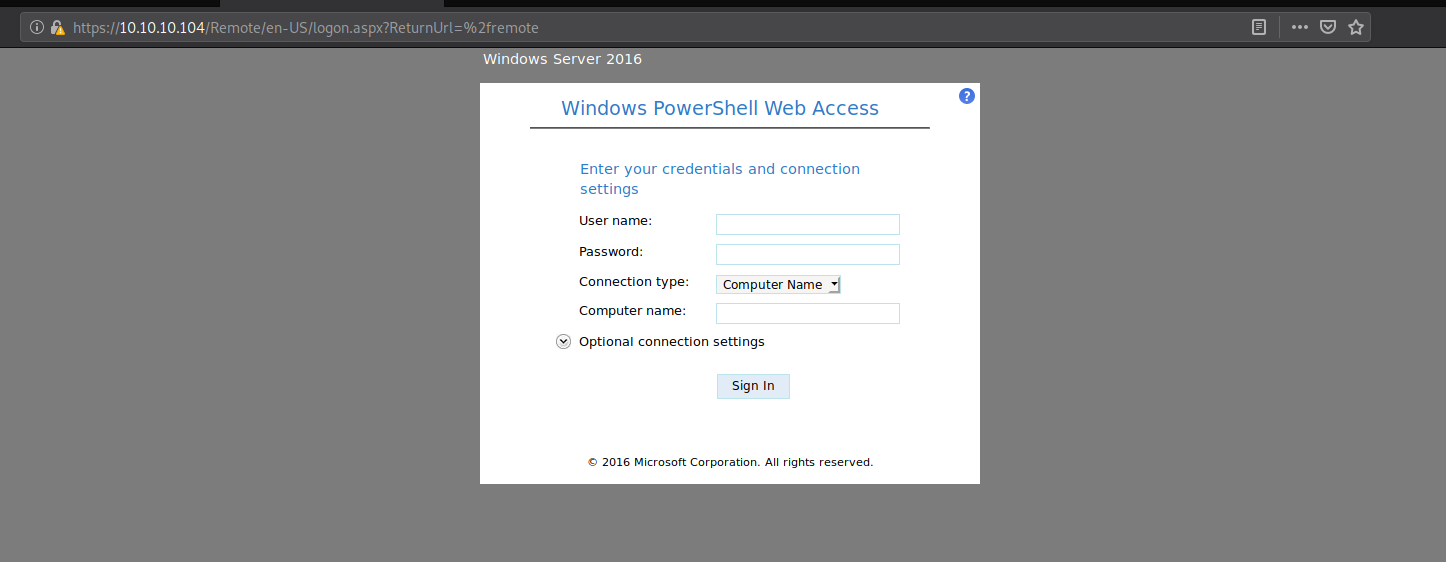 https://10.10.10.104/Remote/en-US/logon.aspx?ReturnUrl=%2fremote
Windows Server 2016
?
Windows PowerShell Web Access
Enter your credentials and connection
settings
User name:
Password:
Connection type:
Computer Name
Computer name:
Optional connection settings
Sign In
© 2016 Microsoft Corporation. All rights reserved.